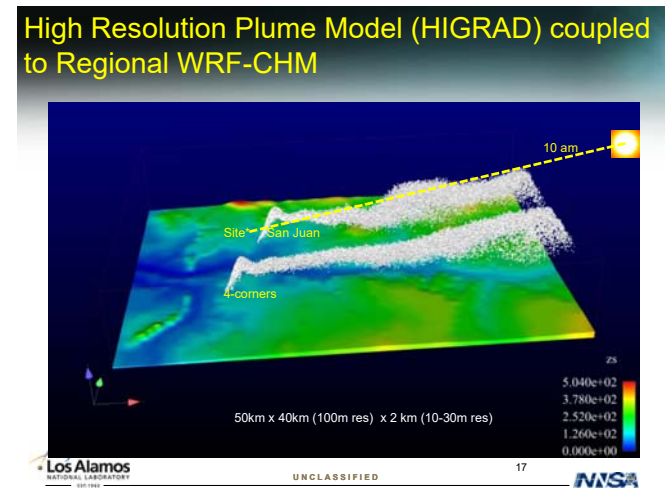 High Resolution Plume Model (HIGRAD) coupled
to Regional WRF-CHM
10 am
Site*
San Juan
4-corners
zs
5.040e+02
3.780e+02
2.520e+02
1.260e+02
0.000e+00
50km x 40km (100m res) x 2 km (10-30m res)
Los Alamos
NATIONAL LABORATORY
EST.1943
UNCLASSIFIED
17
NNSA